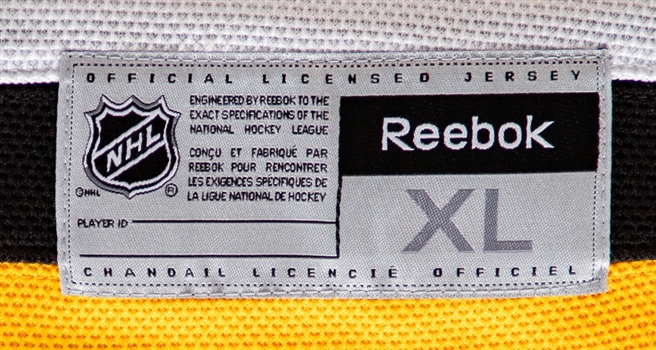 OFFICIAL LICENSED JERSEY
NHL
©NHL
®
ENGINEERED BY REEBOK TO THE
EXACT SPECIFICATIONS OF THE
NATIONAL HOCKEY LEAGUE
CONÇU ET FABRIQUÉ PAR
REEBOK POUR RENCONTRER
LES EXIGENCES SPÉCIFIQUES DE
LA LIGUE NATIONALE DE HOCKEY
PLAYER ID
Reebok
XL
CHANDAIL LICENCIÉ OFFICIEL